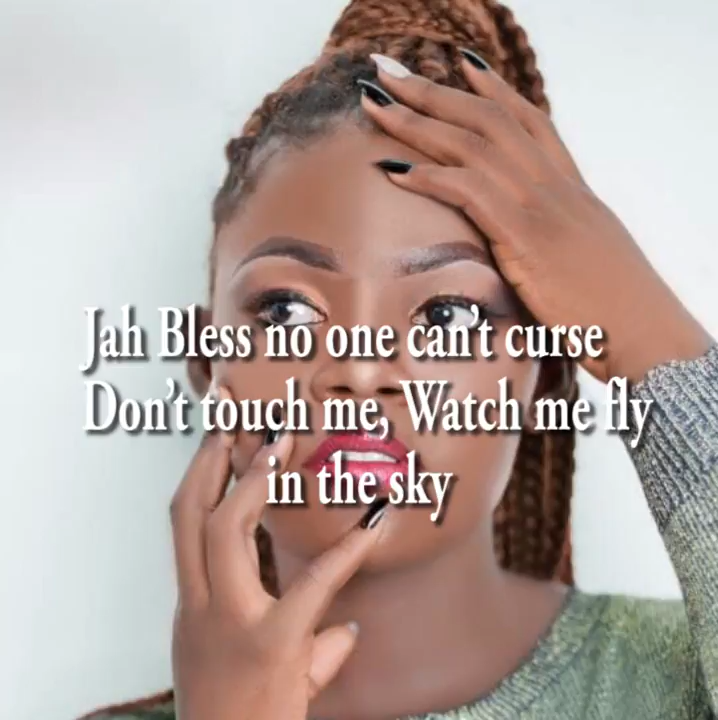 Jah Bless no one can't curse
Don't touch me, Watch me fly
in the sky